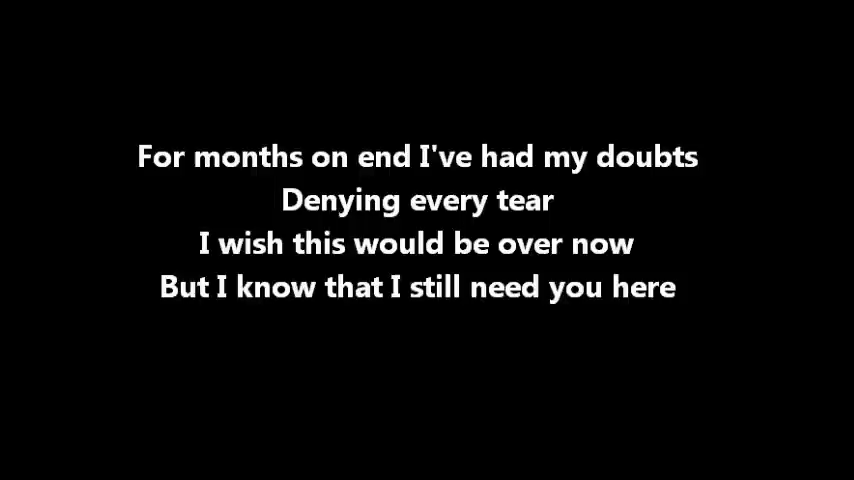 For months on end I've had my doubts
Denying every tear
I wish this would be over now
But I know that I still need you here